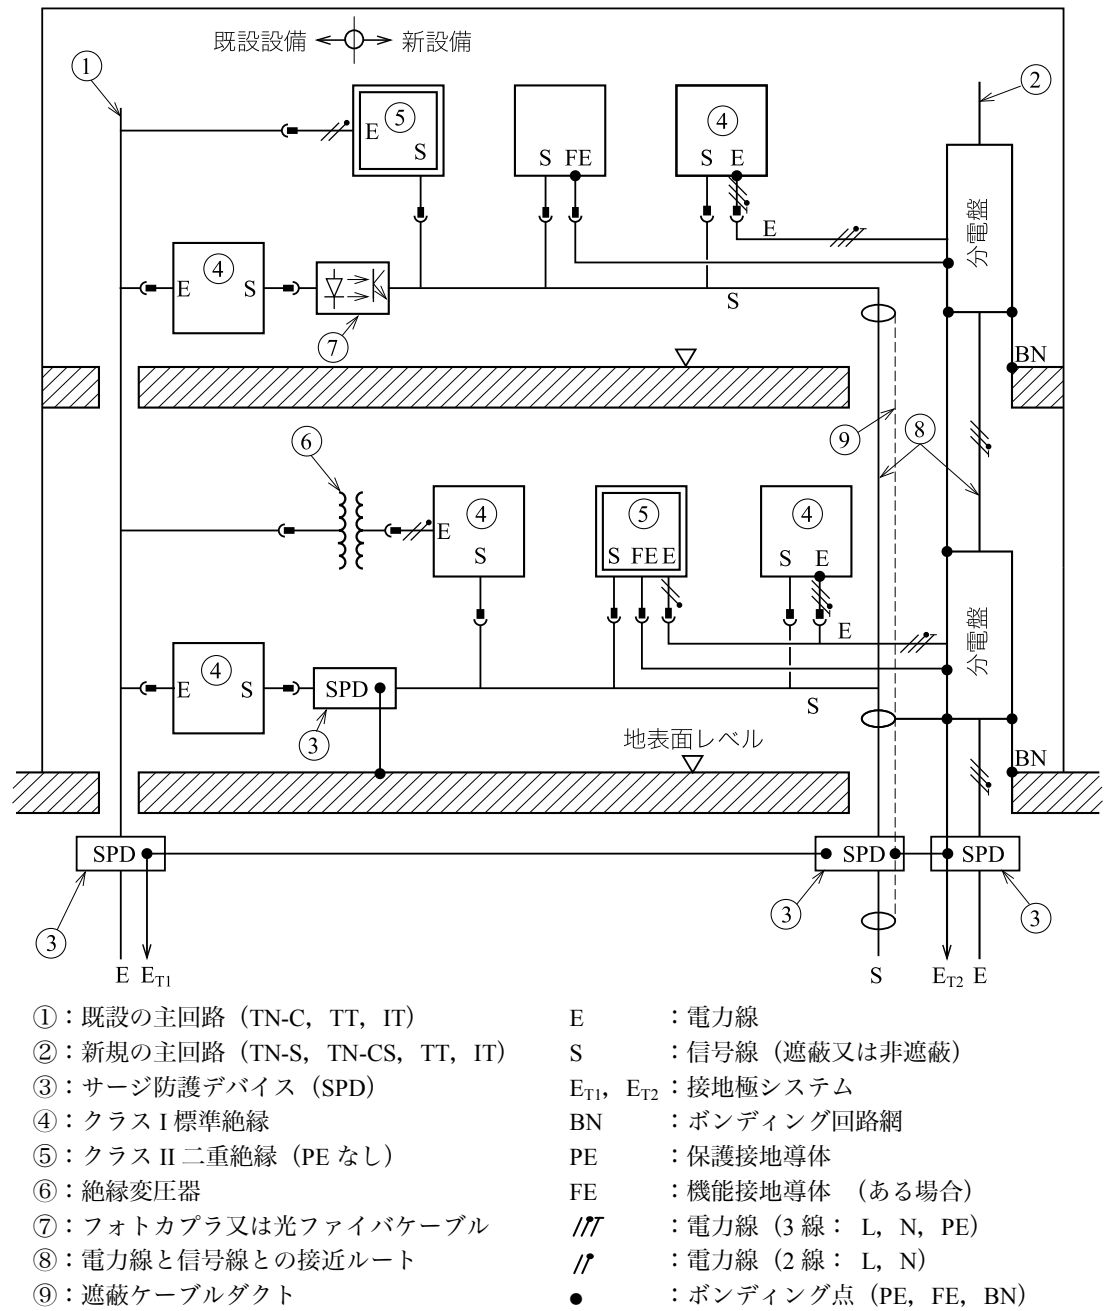 既設設備 新設備
①
②
E ⑤ S
S FE
④ S E
E
分電盤
E ④ S
⑦
S
BN
⑥
⑨
⑧
E ④ S
⑤ S FE E
④ S E
E
分電盤
E ④ S
SPD
③
S
地表面レベル
BN
SPD
SPD
SPD
③
③
③
E E_T1
S
E_T2 E
①:既設の主回路(TN-C, TT, IT)
②:新規の主回路(TN-S, TN-CS, TT, IT)
③:サージ防護デバイス(SPD)
④:クラス I 標準絶縁
⑤:クラス II 二重絶縁(PE なし)
⑥:絶縁変圧器
⑦:フォトカプラ又は光ファイバケーブル
⑧:電力線と信号線との接近ルート
⑨:遮蔽ケーブルダクト
E :電力線
S :信号線(遮蔽又は非遮蔽)
E_T1, E_T2:接地極システム
BN :ボンディング回路網
PE :保護接地導体
FE :機能接地導体 (ある場合)
:電力線(3 線: L, N, PE)
:電力線(2 線: L, N)
:ボンディング点(PE, FE, BN)